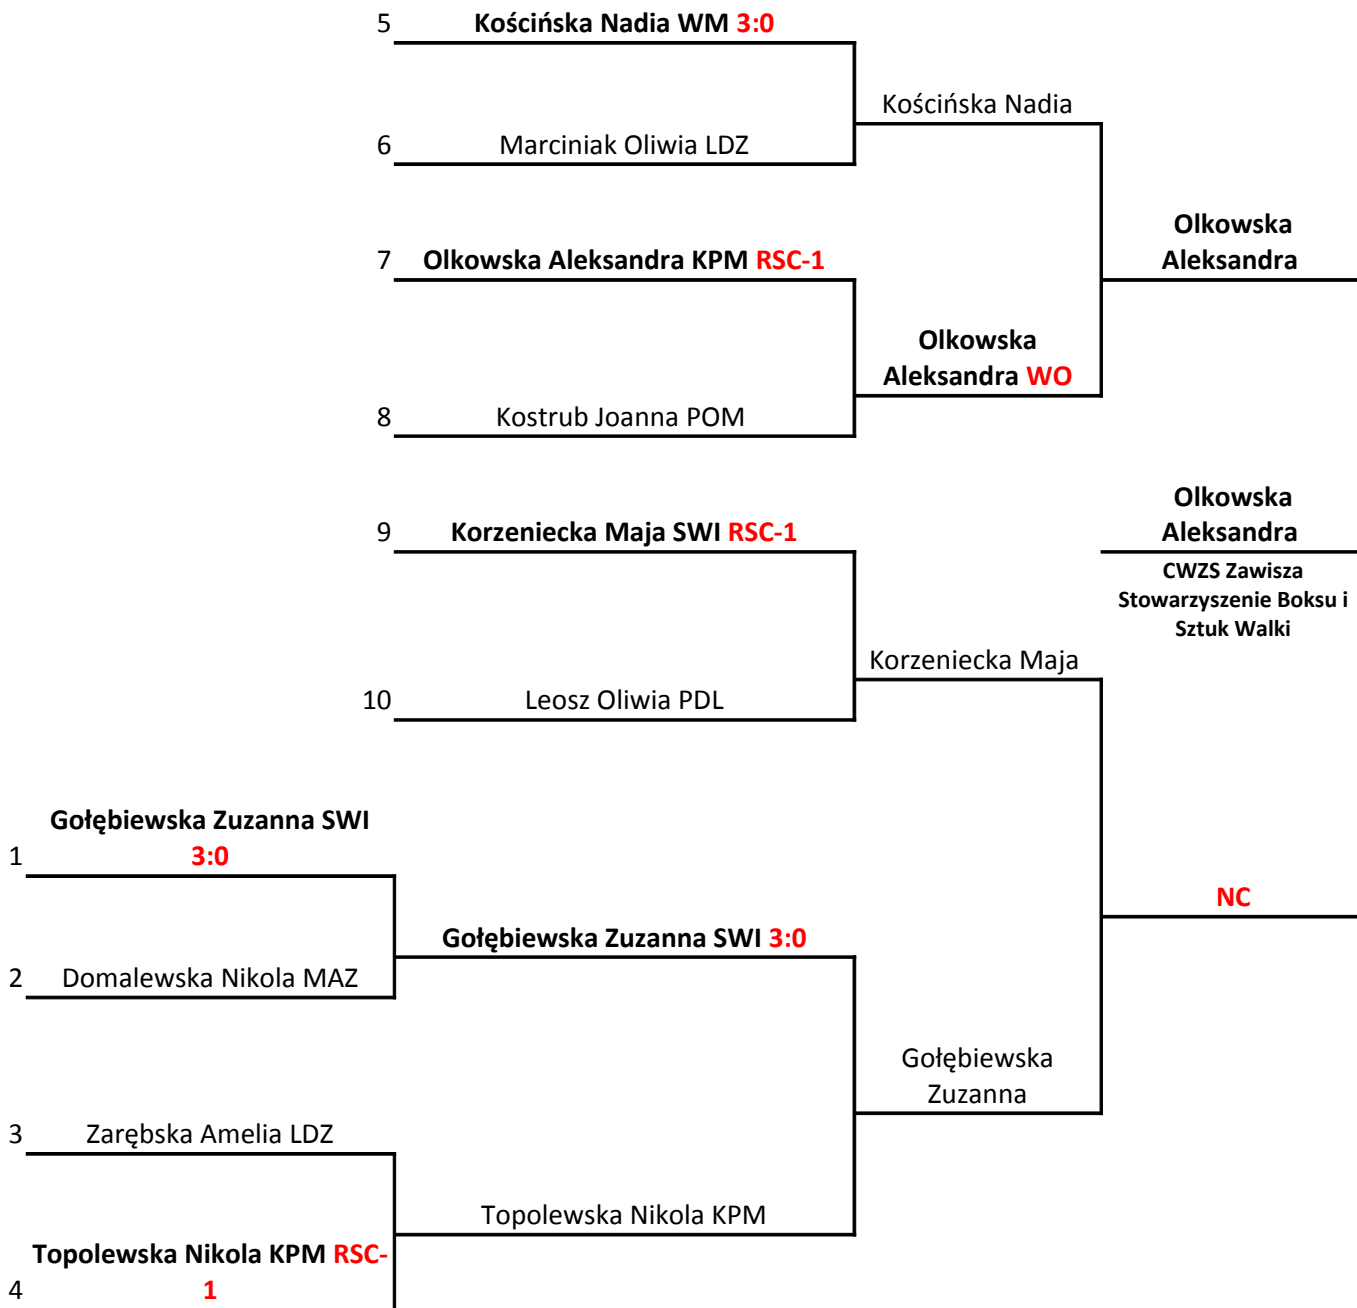 5 Kościńska Nadia WM 3:0
Kościńska Nadia
6 Marciniak Oliwia LDZ
Olkowska
Aleksandra
7 Olkowska Aleksandra KPM RSC-1
Olkowska
Aleksandra WO
8 Kostrub Joanna POM
Olkowska
Aleksandra
9 Korzeniecka Maja SWI RSC-1
CWZS Zawisza
Stowarzyszenie Boksu i
Sztuk Walki
Korzeniecka Maja
10 Leosz Oliwia PDL
Gołębiewska Zuzanna SWI
1 3:0
NC
Gołębiewska Zuzanna SWI 3:0
2 Domalewska Nikola MAZ
Gołębiewska
Zuzanna
3 Zarębska Amelia LDZ
Topolewska Nikola KPM
Topolewska Nikola KPM RSC-
4 1